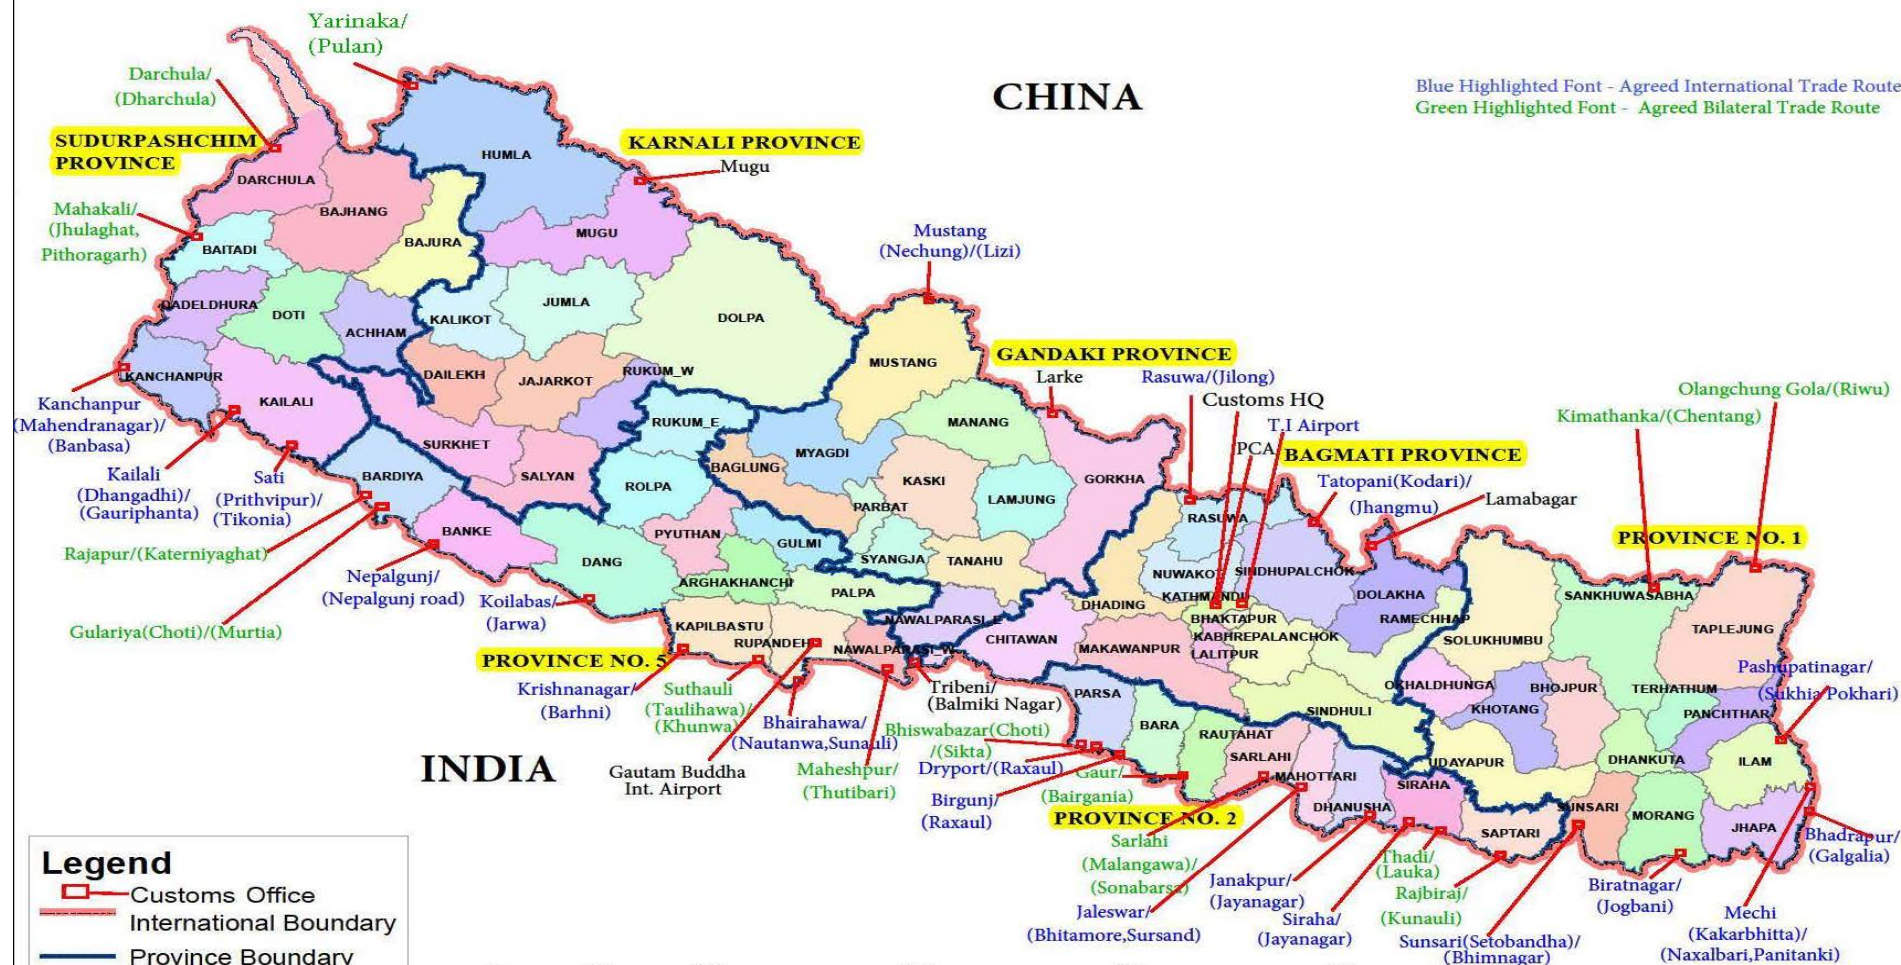 Yarinaka/
(Pulan)
Darchula/
(Dharchula)
CHINA
Blue Highlighted Font - Agreed International Trade Route
Green Highlighted Font - Agreed Bilateral Trade Route
SUDURPASHCHIM
PROVINCE
KARNALI PROVINCE
Mugu
HUMLA
DARCHULA
BAJHANG
Mahakali/
(Jhulaghat,
Pithoragarh)
BAITADI
BAJURA
MUGU
Mustang
(Nechung)/(Lizi)
DADELDHURA
DOTI
ACHHAM
KALIKOT
JUMLA
DOLPA
MUSTANG
GANDAKI PROVINCE
Larke
Rasuwa/(Jilong)
Customs HQ
T.I Airport
PCA
BAGMATI PROVINCE
Tatopani(Kodari)/
(Jhangmu)
Lamabagar
Olangchung Gola/(Riwu)
Kimathanka/(Chentang)
PROVINCE NO. 1
KANCHANPUR
KAILALI
DAILEKH
JAJARKOT
RUKUM_W
RUKUM_E
MANANG
Kanchanpur
(Mahendranagar)/
(Banbasa)
SURKHET
SALYAN
BARDIYA
BAGLUNG
MYAGDI
KASKI
LAMJUNG
GORKHA
Kailali
(Dhangadhi)/
(Gauriphanta)
Sati
(Prithvipur)/
(Tikonia)
ROLPA
PARBAT
RASUWA
BANKE
PYUTHAN
GULMI
SYANGJA
TANAHU
NUWAKOT
SINDHUPALCHOK
Rajapur/(Katerniyaghat)
DANG
ARGHAKHANCHI
PALPA
DHADING
KATHMANDU
DOLAKHA
SANKHUWASABHA
Nepalgunj/
(Nepalgunj road)
Koilabas/
(Jarwa)
BHAKTAPUR
RAMECHHAP
TAPLEJUNG
Gulariya(Choti)/(Murtia)
KAPILBASTU
RUPANDEHI
NAWALPARASI_E
NAWALPARASI_W
CHITAWAN
MAKAWANPUR
KABHREPALANCHOK
LALITPUR
SOLUKHUMBU
PROVINCE NO. 5
Krishnanagar/
(Barhni)
Suthauli
(Taulihawa)/
(Khunwa)
Bhairahawa/
(Nautanwa,Sunauli)
Tribeni/
(Balmiki Nagar)
PARSA
BARA
RAUTAHAT
SARLAHI
SINDHULI
OKHALDHUNGA
KHOTANG
BHOJPUR
TERHATHUM
PANCHTHAR
Pashupatinagar/
(Sukhia Pokhari)
INDIA
Gautam Buddha
Int. Airport
Maheshpur/
(Thutibari)
Bhiswabazar(Choti)
/(Sikta)
Dryport/(Raxaul)
Birgunj/
(Raxaul)
Gaur/
(Bairgania)
PROVINCE NO. 2
MAHOTTARI
DHANUSHA
SIRAHA
UDAYAPUR
DHANKUTA
ILAM
SAPTARI
SUNSARI
MORANG
JHAPA
Sarlahi
(Malangawa)/
(Sonabarsa)
Jaleswar/
(Bhitamore,Sursand)
Janakpur/
(Jayanagar)
Siraha/
(Jayanagar)
Thadi/
(Lauka)
Rajbiraj/
(Kunauli)
Sunsari(Setobandha)/
(Bhimnagar)
Biratnagar/
(Jogbani)
Bhadrapur/
(Galgalia)
Mechi
(Kakarbhitta)/
(Naxalbari,Panitanki)
Legend
Customs Office
International Boundary
Province Boundary